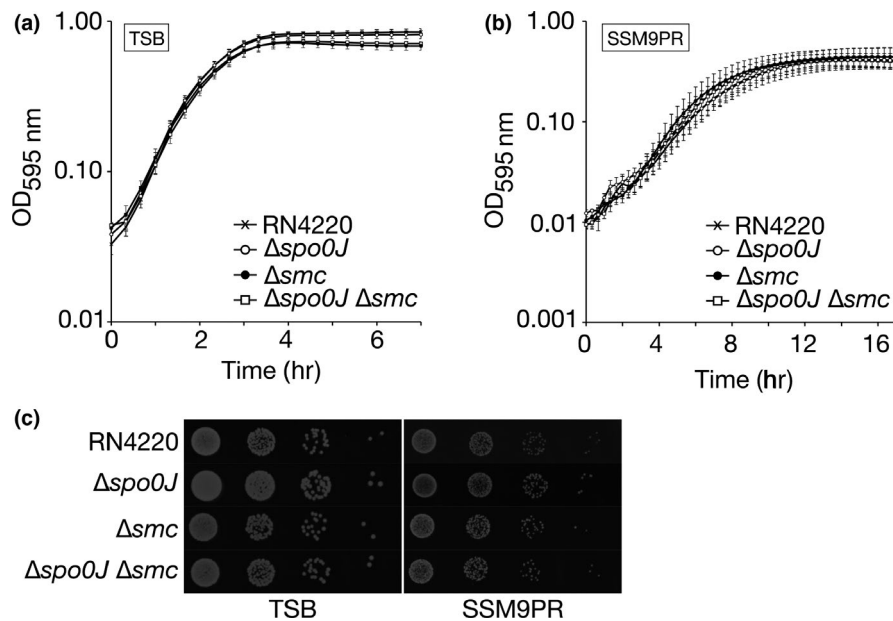 (a)
TSB
1.00
0.10
0.01
OD595 nm
RN4220
Δspo0J
Δsmc
Δspo0J Δsmc
0 2 4 6
Time (hr)
(b)
SSM9PR
1.00
0.10
0.01
0.001
OD595 nm
RN4220
Δspo0J
Δsmc
Δspo0J Δsmc
0 4 8 12 16
Time (hr)
(c)
RN4220
Δspo0J
Δsmc
Δspo0J Δsmc
TSB SSM9PR